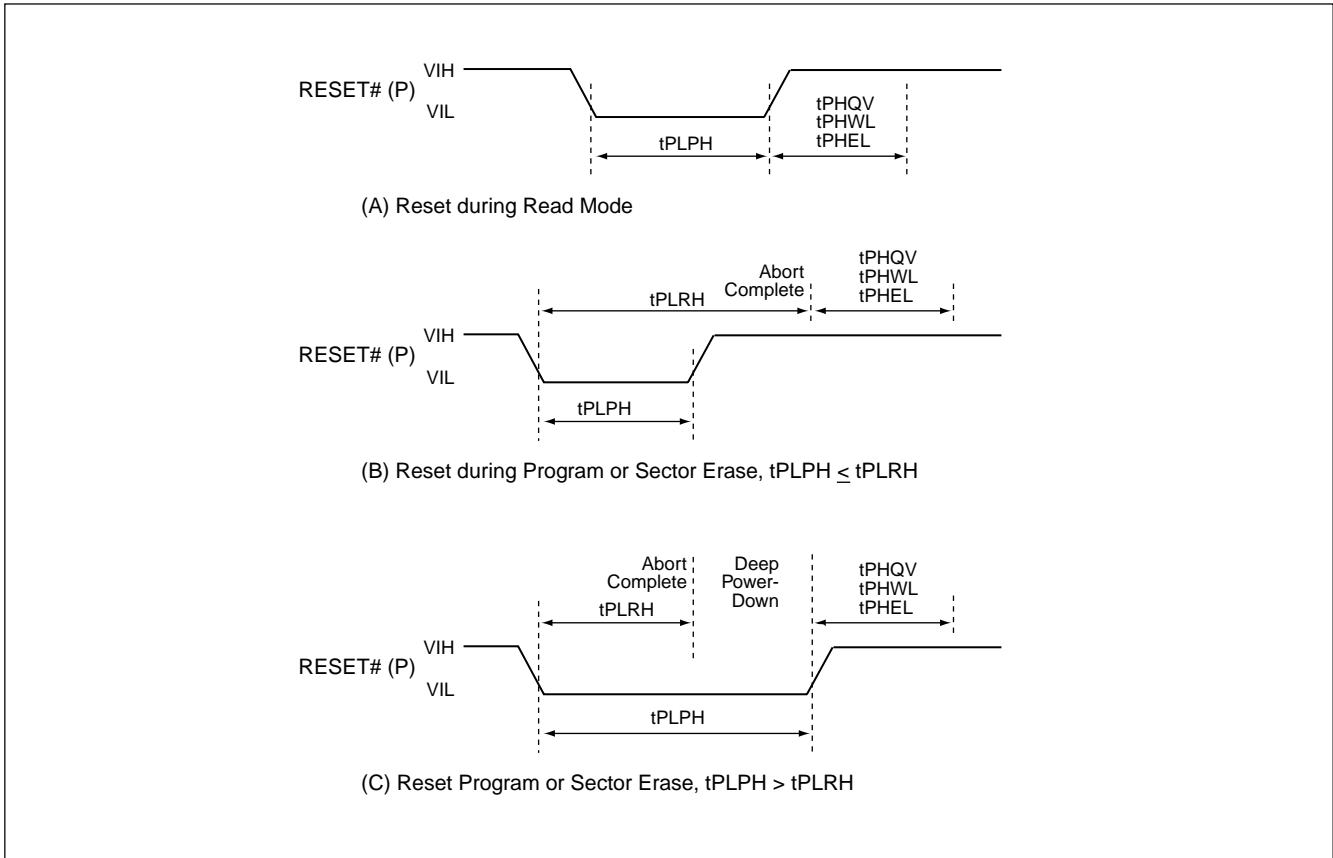 VIH
RESET# (P)
VIL
tPHQV
tPHWL
tPHEL
tPLPH
(A) Reset during Read Mode
tPHQV
tPHWL
tPHEL
Abort
Complete
tPLRH
VIH
RESET# (P)
VIL
tPLPH
(B) Reset during Program or Sector Erase, tPLPH ≤ tPLRH
Abort
Complete
Deep
Power-
Down
tPHQV
tPHWL
tPHEL
tPLRH
VIH
RESET# (P)
VIL
tPLPH
(C) Reset Program or Sector Erase, tPLPH > tPLRH